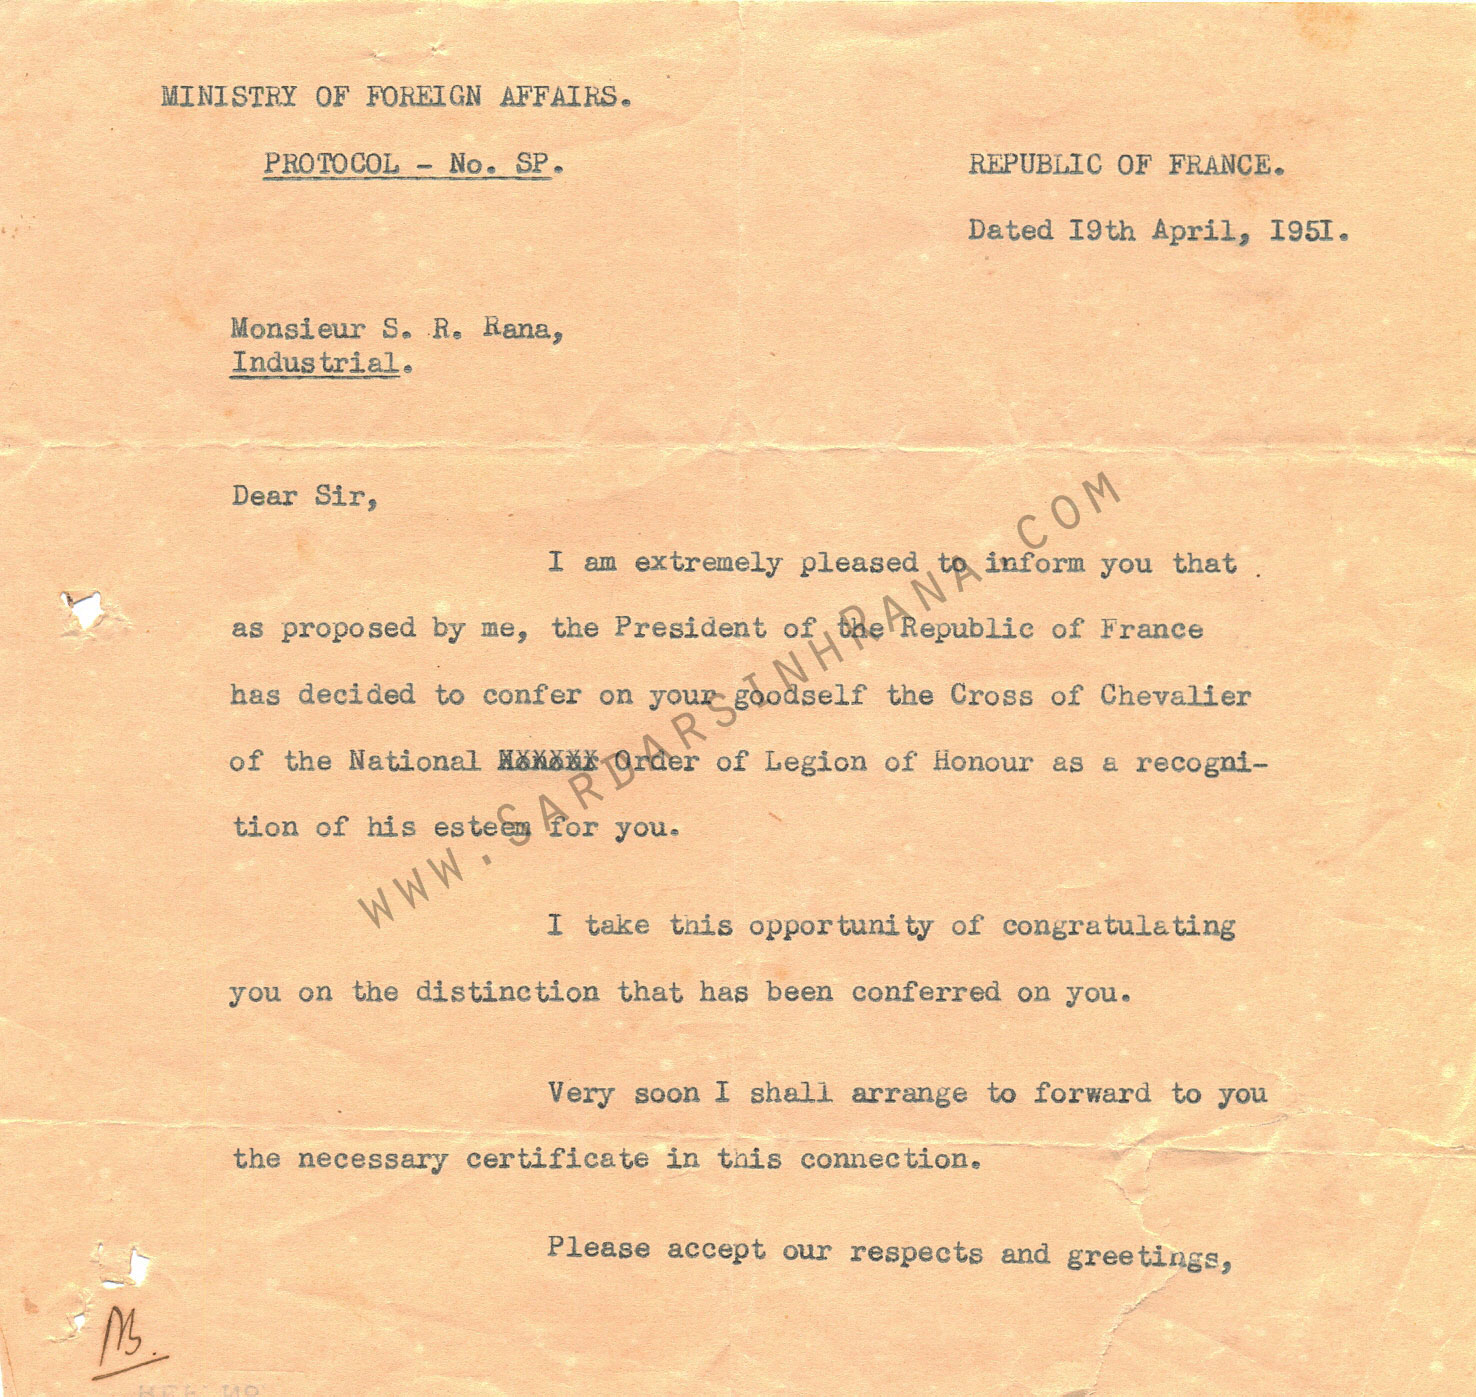 MINISTRY OF FOREIGN AFFAIRS.
PROTOCOL - No. SP.
REPUBLIC OF FRANCE.
Dated I9th April, I95I.
Monsieur S. R. Rana,
Industrial.
Dear Sir,
I am extremely pleased to inform you that
as proposed by me, the President of the Republic of France
has decided to confer on your goodself the Cross of Chevalier
of the National Order of Legion of Honour as a recogni-
tion of his esteem for you.
I take this opportunity of congratulating
you on the distinction that has been conferred on you.
Very soon I shall arrange to forward to you
the necessary certificate in this connection.
Please accept our respects and greetings,
WWW.SARDARSINHRANA.COM